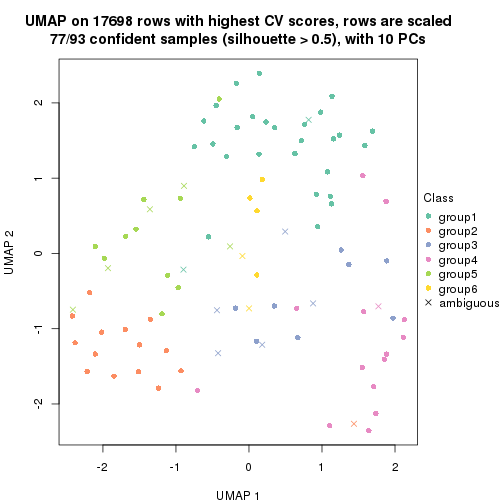 UMAP on 17698 rows with highest CV scores, rows are scaled
77/93 confident samples (silhouette > 0.5), with 10 PCs
2
1
0
-1
-2
UMAP 2
-2
-1
0
1
2
UMAP 1
Class
group1
group2
group3
group4
group5
group6
ambiguous